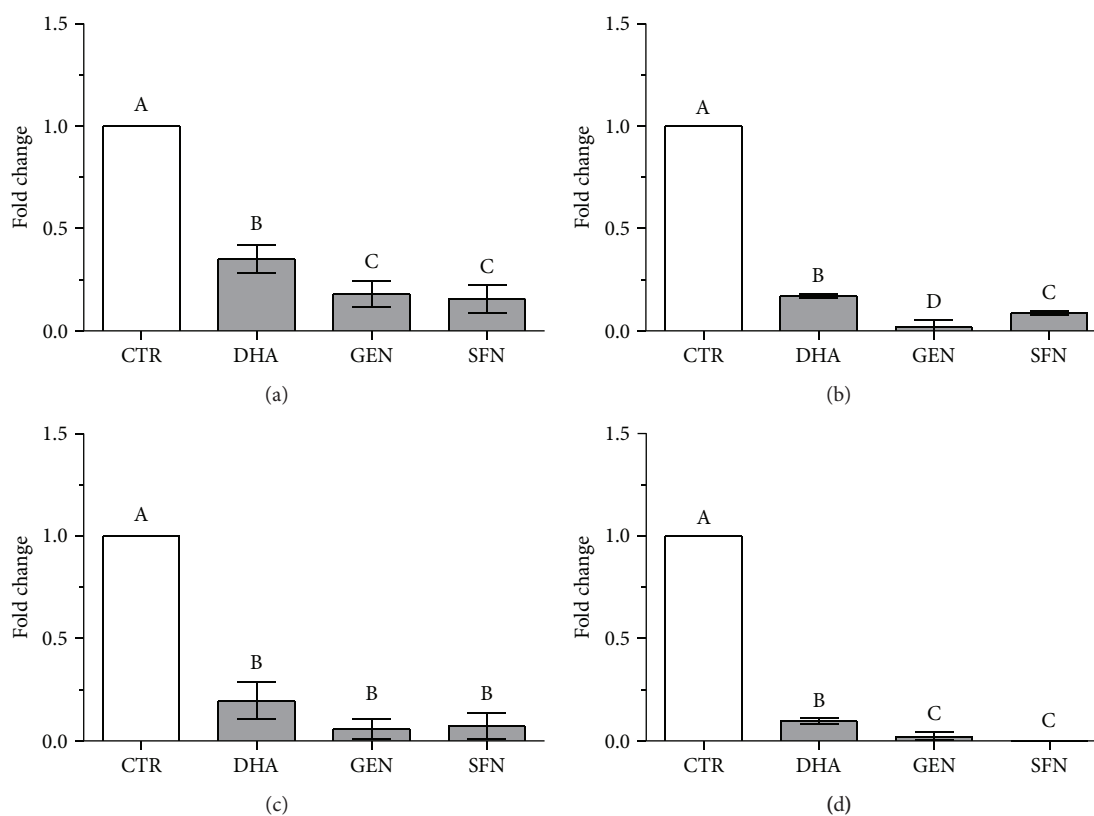 1.5
1.0
0.5
0.0
Fold change
A
B
C
C
CTR
DHA
GEN
SFN
(a)
1.5
1.0
0.5
0.0
Fold change
A
B
D
C
CTR
DHA
GEN
SFN
(b)
1.5
1.0
0.5
0.0
Fold change
A
B
B
B
CTR
DHA
GEN
SFN
(c)
1.5
1.0
0.5
0.0
Fold change
A
B
C
C
CTR
DHA
GEN
SFN
(d)